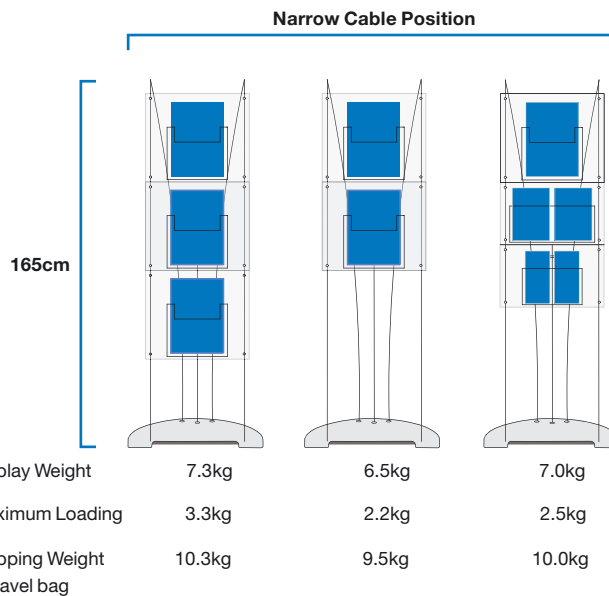 Narrow Cable Position
165cm
play Weight 7.3kg 6.5kg 7.0kg
ximum Loading 3.3kg 2.2kg 2.5kg
pping Weight 10.3kg 9.5kg 10.0kg
avel bag